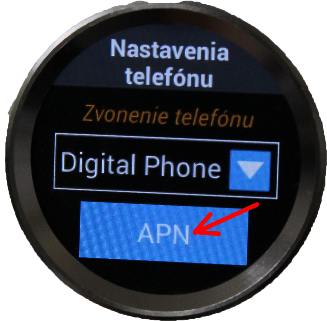 Nastavenia
telefónu
Zvonenie telefónu
Digital Phone
APN